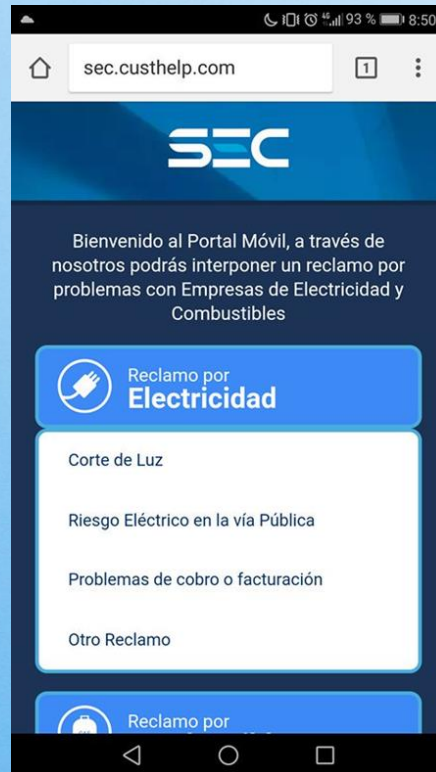 93 % 8:50
sec.custhelp.com
1
SEC
Bienvenido al Portal Móvil, a través de
nosotros podrás interponer un reclamo por
problemas con Empresas de Electricidad y
Combustibles
Reclamo por
Electricidad
Corte de Luz
Riesgo Eléctrico en la vía Pública
Problemas de cobro o facturación
Otro Reclamo
Reclamo por